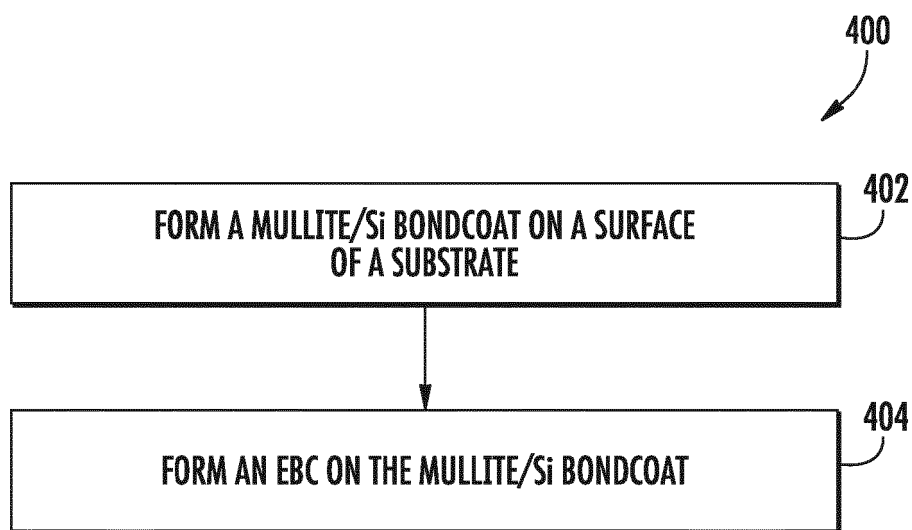 400
402
FORM A MULLITE/Si BONDCOAT ON A SURFACE
OF A SUBSTRATE
404
FORM AN EBC ON THE MULLITE/Si BONDCOAT